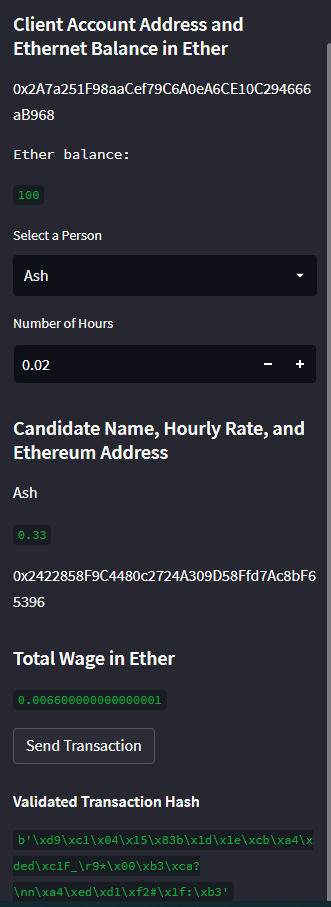 Client Account Address and
Ethernet Balance in Ether
0x2A7a251F98aaCef79C6A0eA6CE10C294666
aB968
Ether balance:
100
Select a Person
Ash
Number of Hours
0.02
Candidate Name, Hourly Rate, and
Ethereum Address
Ash
0.33
0x2422858F9C4480c2724A309D58Ffd7Ac8bF6
5396
Total Wage in Ether
0.006600000000000001
Send Transaction
Validated Transaction Hash
b'\xd9\xc1\x04\x15\x83b\x1d\x1e\xcb\xa4\x
ded\xc1F_\r9*\x00\xb3\xca?
\nn\xa4\xed\xd1\xf2#\x1f:\xb3'